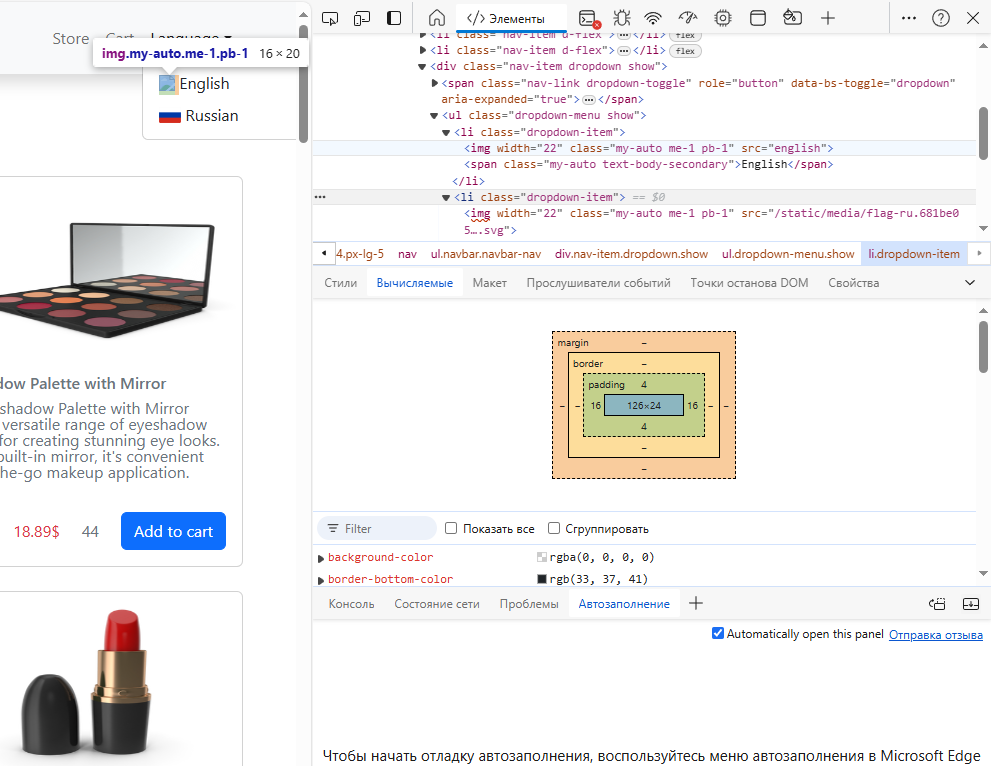 Store Cart Language
img.my-auto.me-1.pb-1 16 × 20
English
Russian
dow Palette with Mirror
shadow Palette with Mirror
versatile range of eyeshadow
for creating stunning eye looks.
built-in mirror, it's convenient
he-go makeup application.
18.89$ 44 Add to cart
</> Элементы
<li class="nav-item d-flex"> … </li> flex
<li class="nav-item d-flex"> … </li> flex
<div class="nav-item dropdown show">
<span class="nav-link dropdown-toggle" role="button" data-bs-toggle="dropdown"
aria-expanded="true"> … </span>
<ul class="dropdown-menu show">
<li class="dropdown-item">
<img width="22" class="my-auto me-1 pb-1" src="english">
<span class="my-auto text-body-secondary">English</span>
</li>
<li class="dropdown-item"> == $0
<img width="22" class="my-auto me-1 pb-1" src="/static/media/flag-ru.681be0
5….svg">
4.px-lg-5 nav ul.navbar.navbar-nav div.nav-item.dropdown.show ul.dropdown-menu.show li.dropdown-item
Стили Вычисляемые Макет Прослушиватели событий Точки останова DOM Свойства
margin –
border –
padding 4
– – 16 126×24 16 – –
4
–
–
Filter Показать все Сгруппировать
background-color rgba(0, 0, 0, 0)
border-bottom-color rgb(33, 37, 41)
Консоль Состояние сети Проблемы Автозаполнение
Automatically open this panel Отправка отзыва
Чтобы начать отладку автозаполнения, воспользуйтесь меню автозаполнения в Microsoft Edge